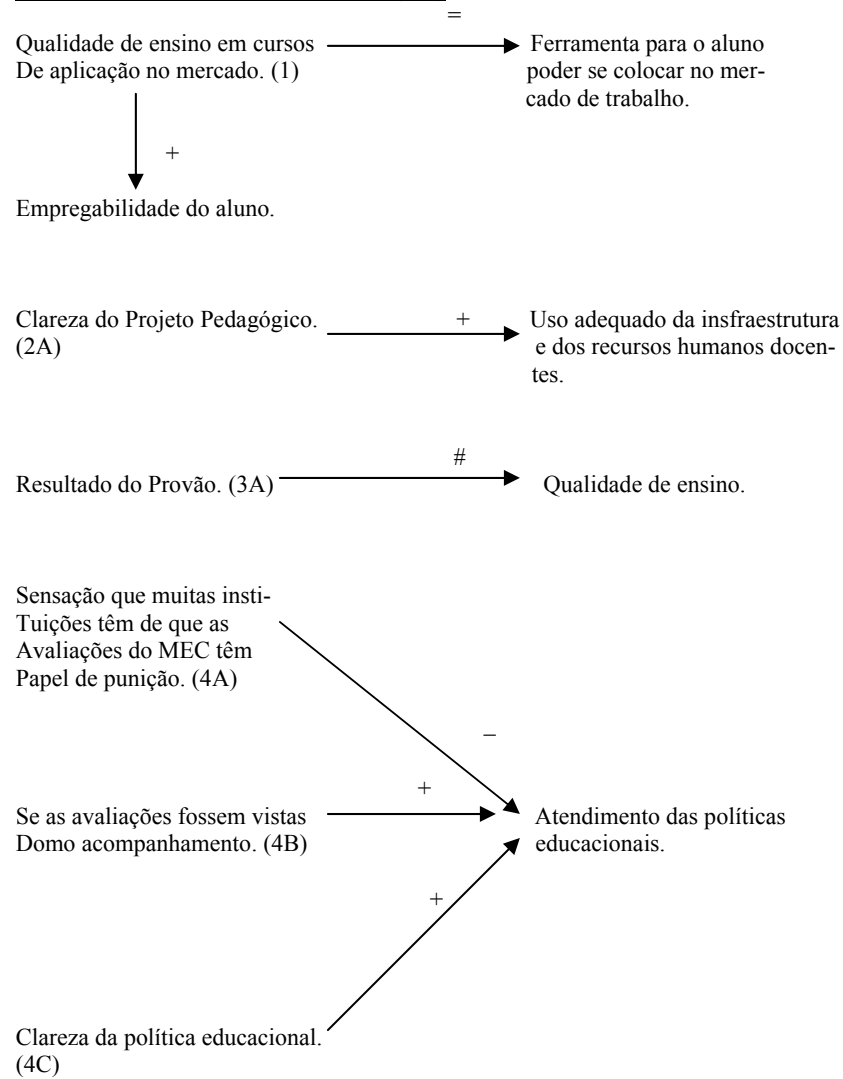 =
Qualidade de ensino em cursos
De aplicação no mercado. (1)
Ferramenta para o aluno
poder se colocar no mer-
cado de trabalho.
+
Empregabilidade do aluno.
Clareza do Projeto Pedagógico.
(2A)
+
Uso adequado da insfraestrutura
e dos recursos humanos docen-
tes.
#
Resultado do Provão. (3A)
Qualidade de ensino.
Sensação que muitas insti-
Tuições têm de que as
Avaliações do MEC têm
Papel de punição. (4A)
–
+
Se as avaliações fossem vistas
Domo acompanhamento. (4B)
Atendimento das políticas
educacionais.
+
Clareza da política educacional.
(4C)